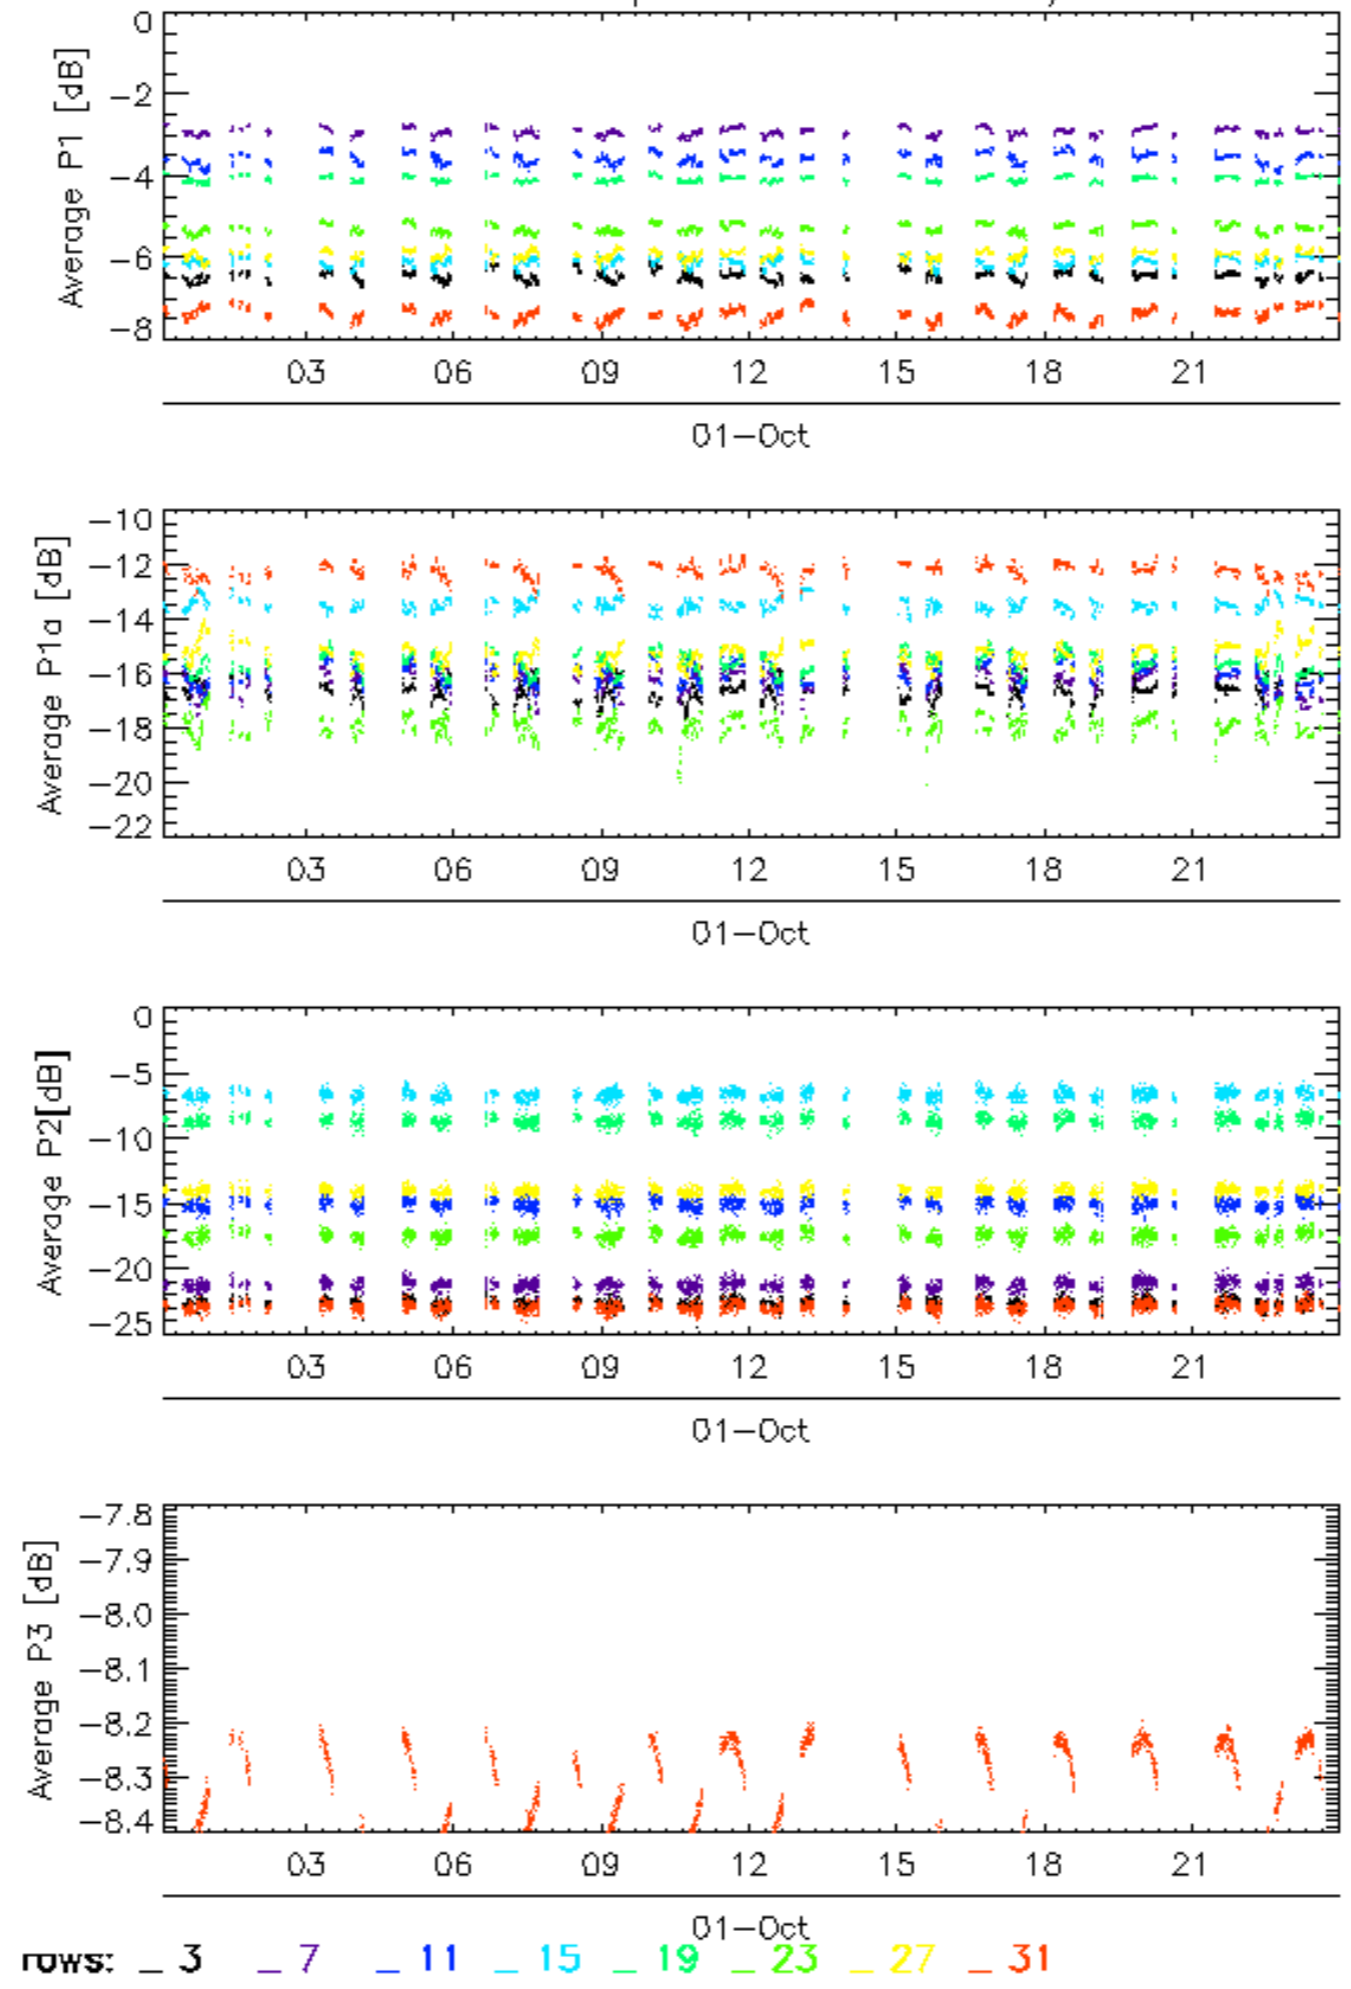 0
-2
-4
-6
-8
Average P1 [dB]
03 06 09 12 15 18 21
01-Oct
-10
-12
-14
-16
-18
-20
-22
Average P1a [dB]
03 06 09 12 15 18 21
01-Oct
0
-5
-10
-15
-20
-25
Average P2[dB]
03 06 09 12 15 18 21
01-Oct
-7.8
-7.9
-8.0
-8.1
-8.2
-8.3
-8.4
Average P3 [dB]
03 06 09 12 15 18 21
01-Oct
rows: _ 3 _ 7 _ 11 _ 15 _ 19 _ 23 _ 27 _ 31